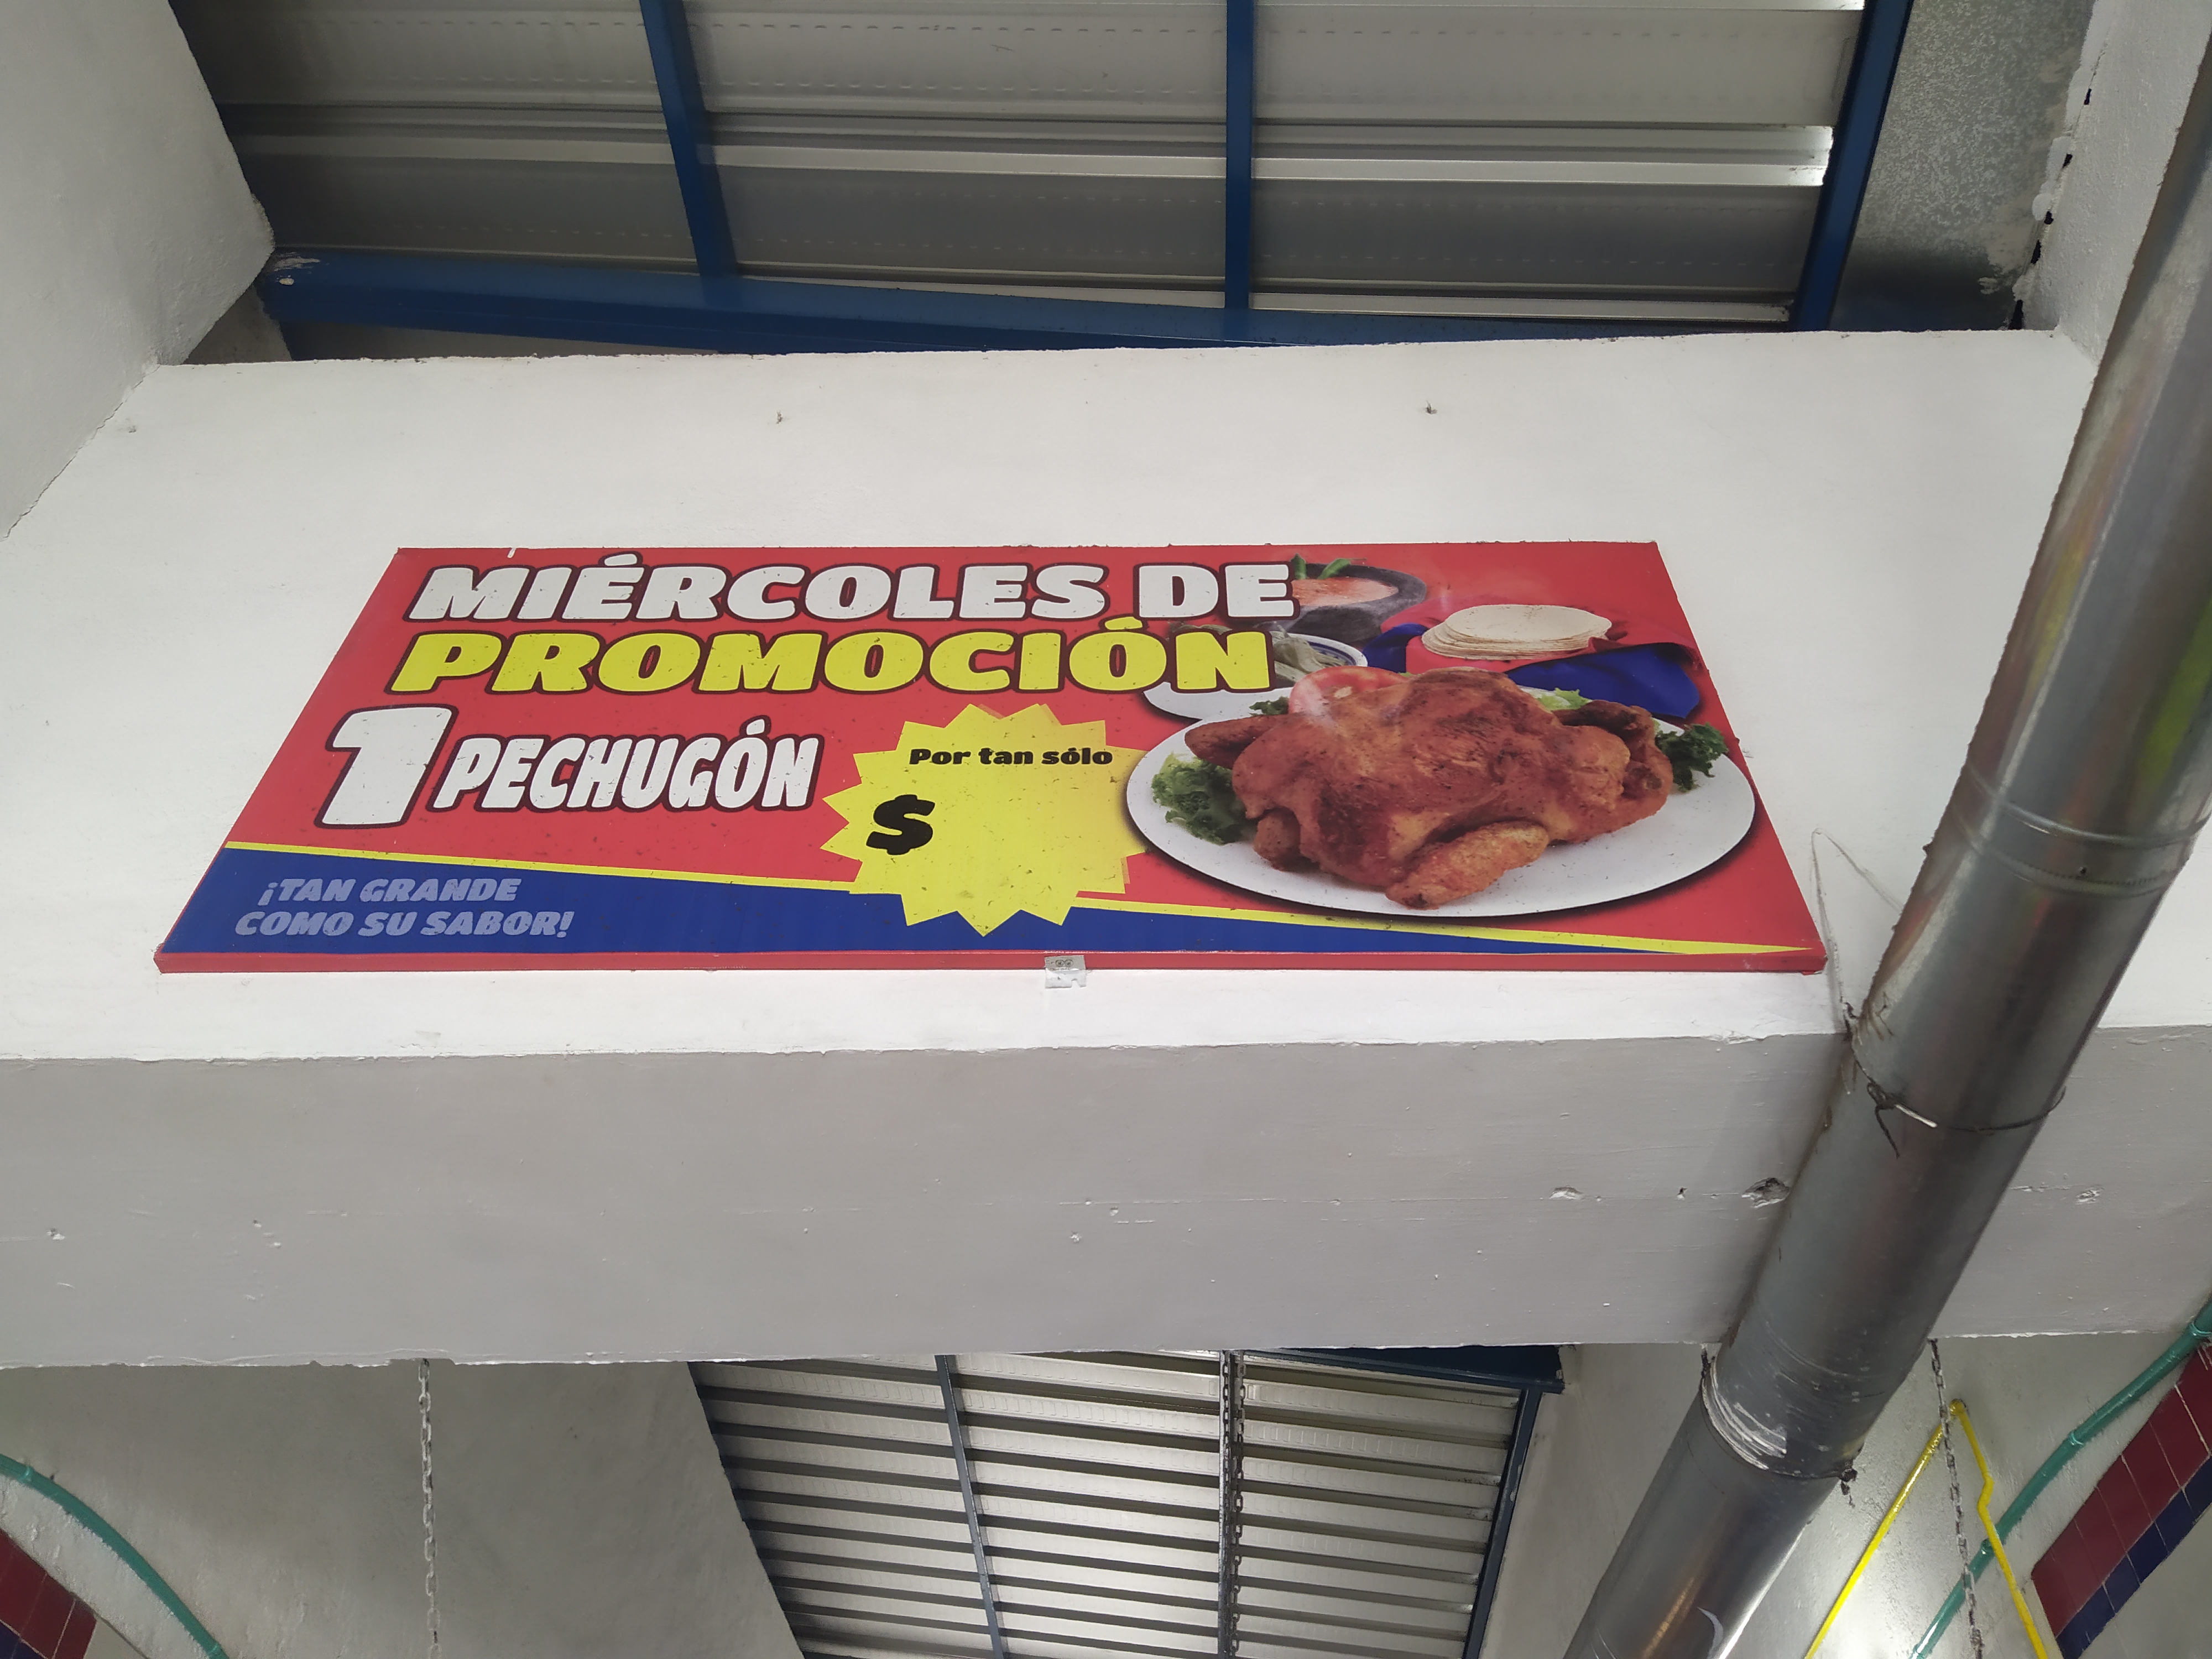 MIÉRCOLES DE
PROMOCIÓN
1 PECHUGÓN
Por tan sólo
$
¡TAN GRANDE
COMO SU SABOR!